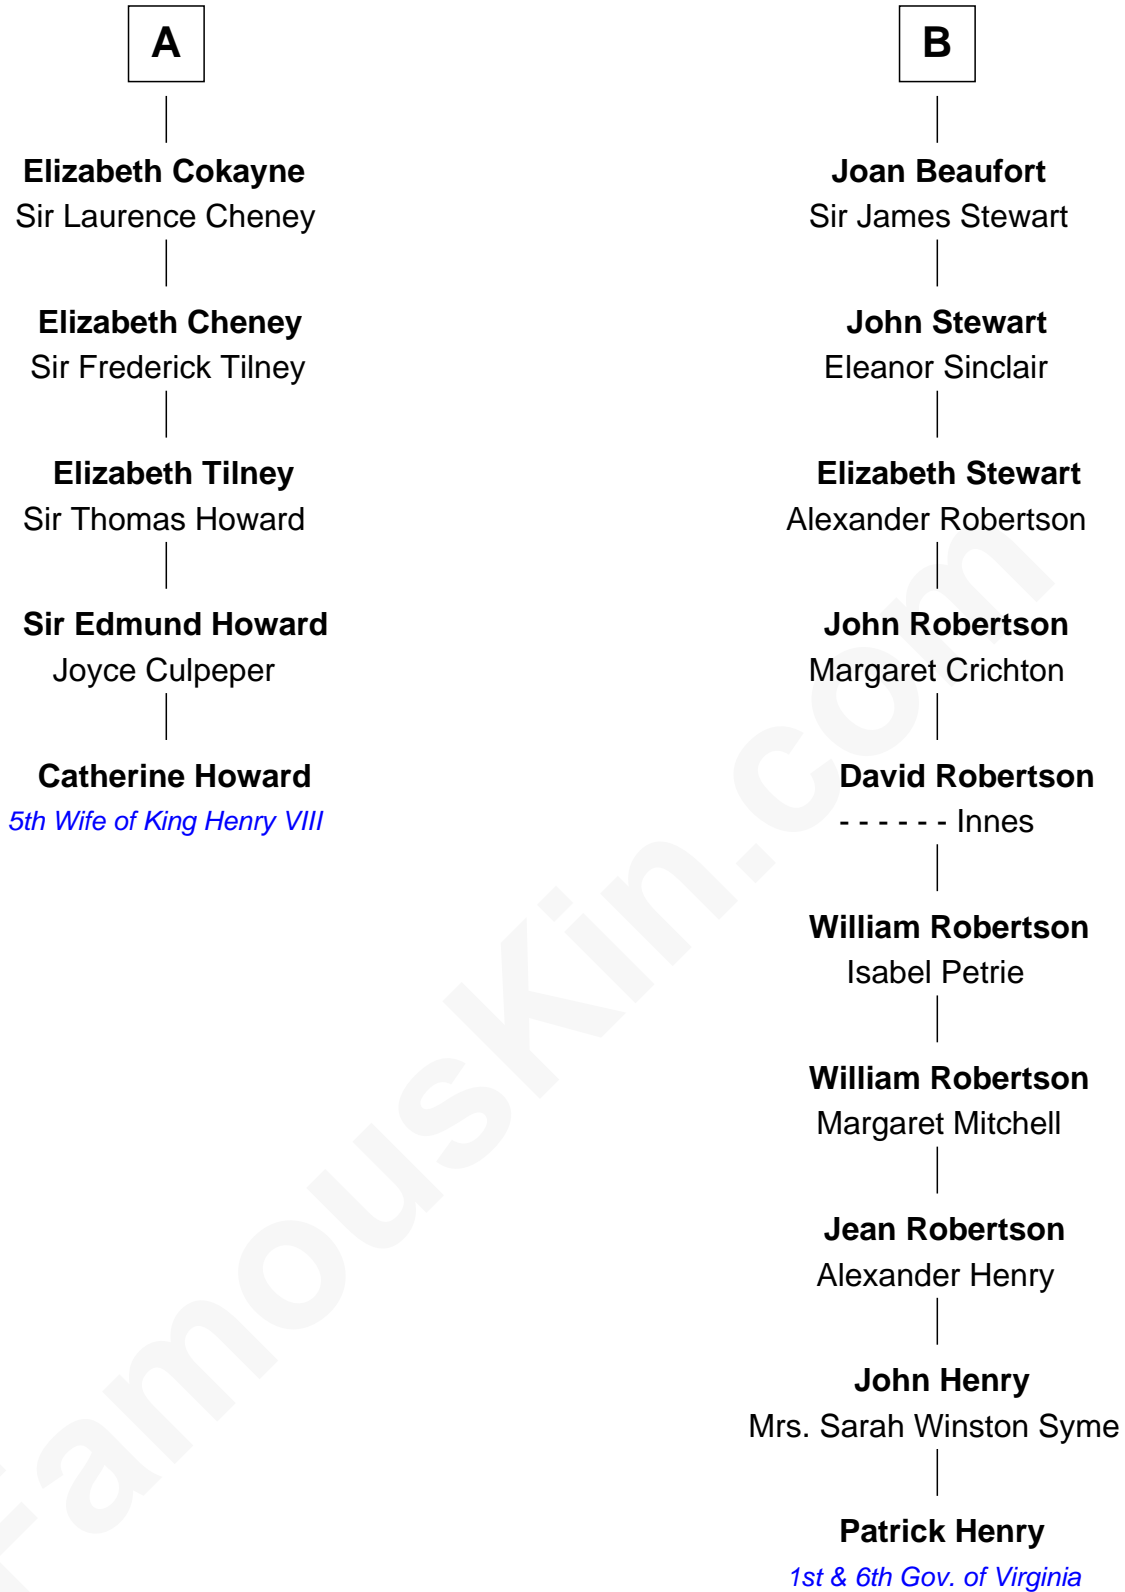 A
Elizabeth Cokayne
Sir Laurence Cheney
Elizabeth Cheney
Sir Frederick Tilney
Elizabeth Tilney
Sir Thomas Howard
Sir Edmund Howard
Joyce Culpeper
Catherine Howard
5th Wife of King Henry VIII
B
Joan Beaufort
Sir James Stewart
John Stewart
Eleanor Sinclair
Elizabeth Stewart
Alexander Robertson
John Robertson
Margaret Crichton
David Robertson
- - - - - - Innes
William Robertson
Isabel Petrie
William Robertson
Margaret Mitchell
Jean Robertson
Alexander Henry
John Henry
Mrs. Sarah Winston Syme
Patrick Henry
1st & 6th Gov. of Virginia
FamousKin.com